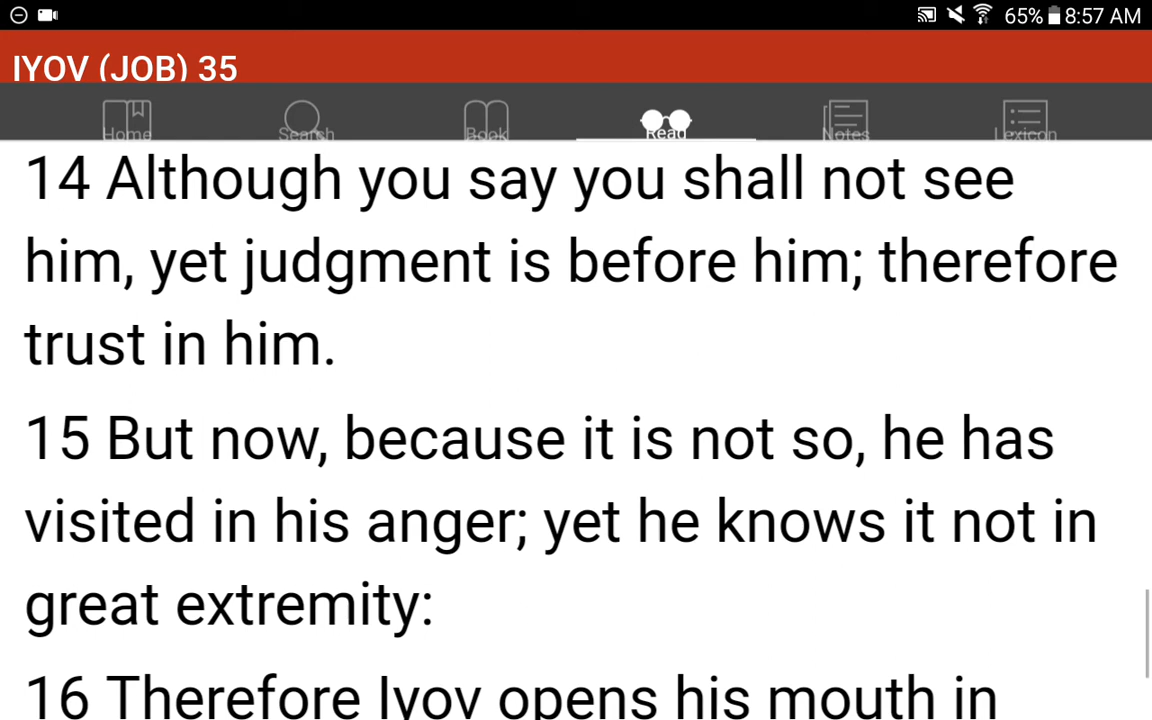 65% 8:57 AM
IYOV (JOB) 35
Home Search Book Read Notes Lexicon
14 Although you say you shall not see
him, yet judgment is before him; therefore
trust in him.
15 But now, because it is not so, he has
visited in his anger; yet he knows it not in
great extremity:
16 Therefore Iyov opens his mouth in